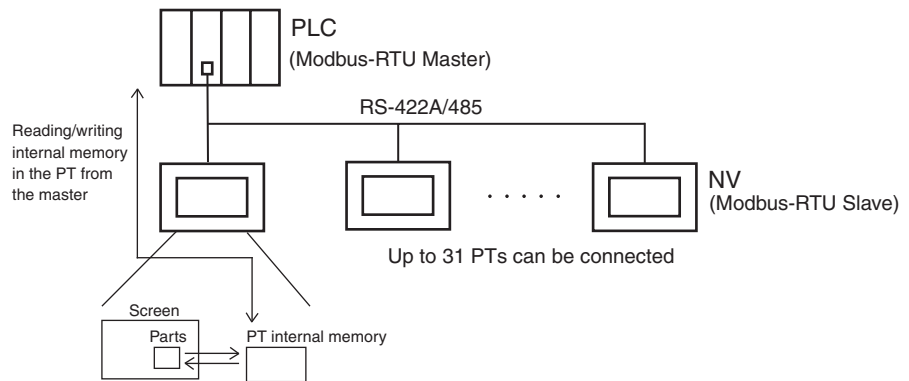 PLC
(Modbus-RTU Master)
RS-422A/485
Reading/writing
internal memory
in the PT from
the master
NV
(Modbus-RTU Slave)
. . . . .
Up to 31 PTs can be connected
Screen
Parts
PT internal memory